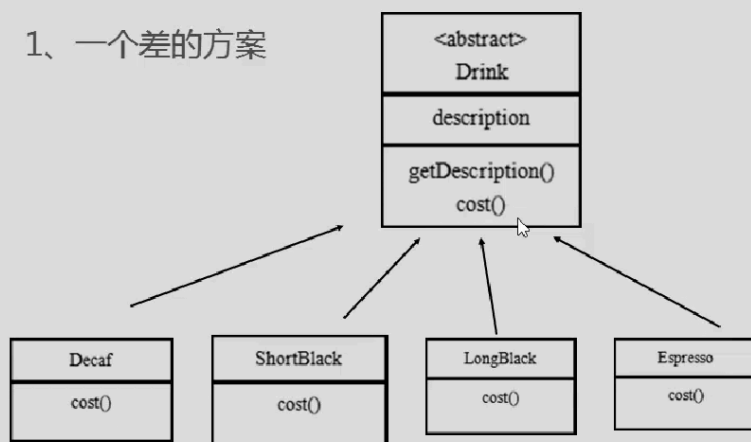 1、一个差的方案
<abstract>
Drink
description
getDescription()
cost()
Decaf
cost()
ShortBlack
cost()
LongBlack
cost()
Espresso
cost()